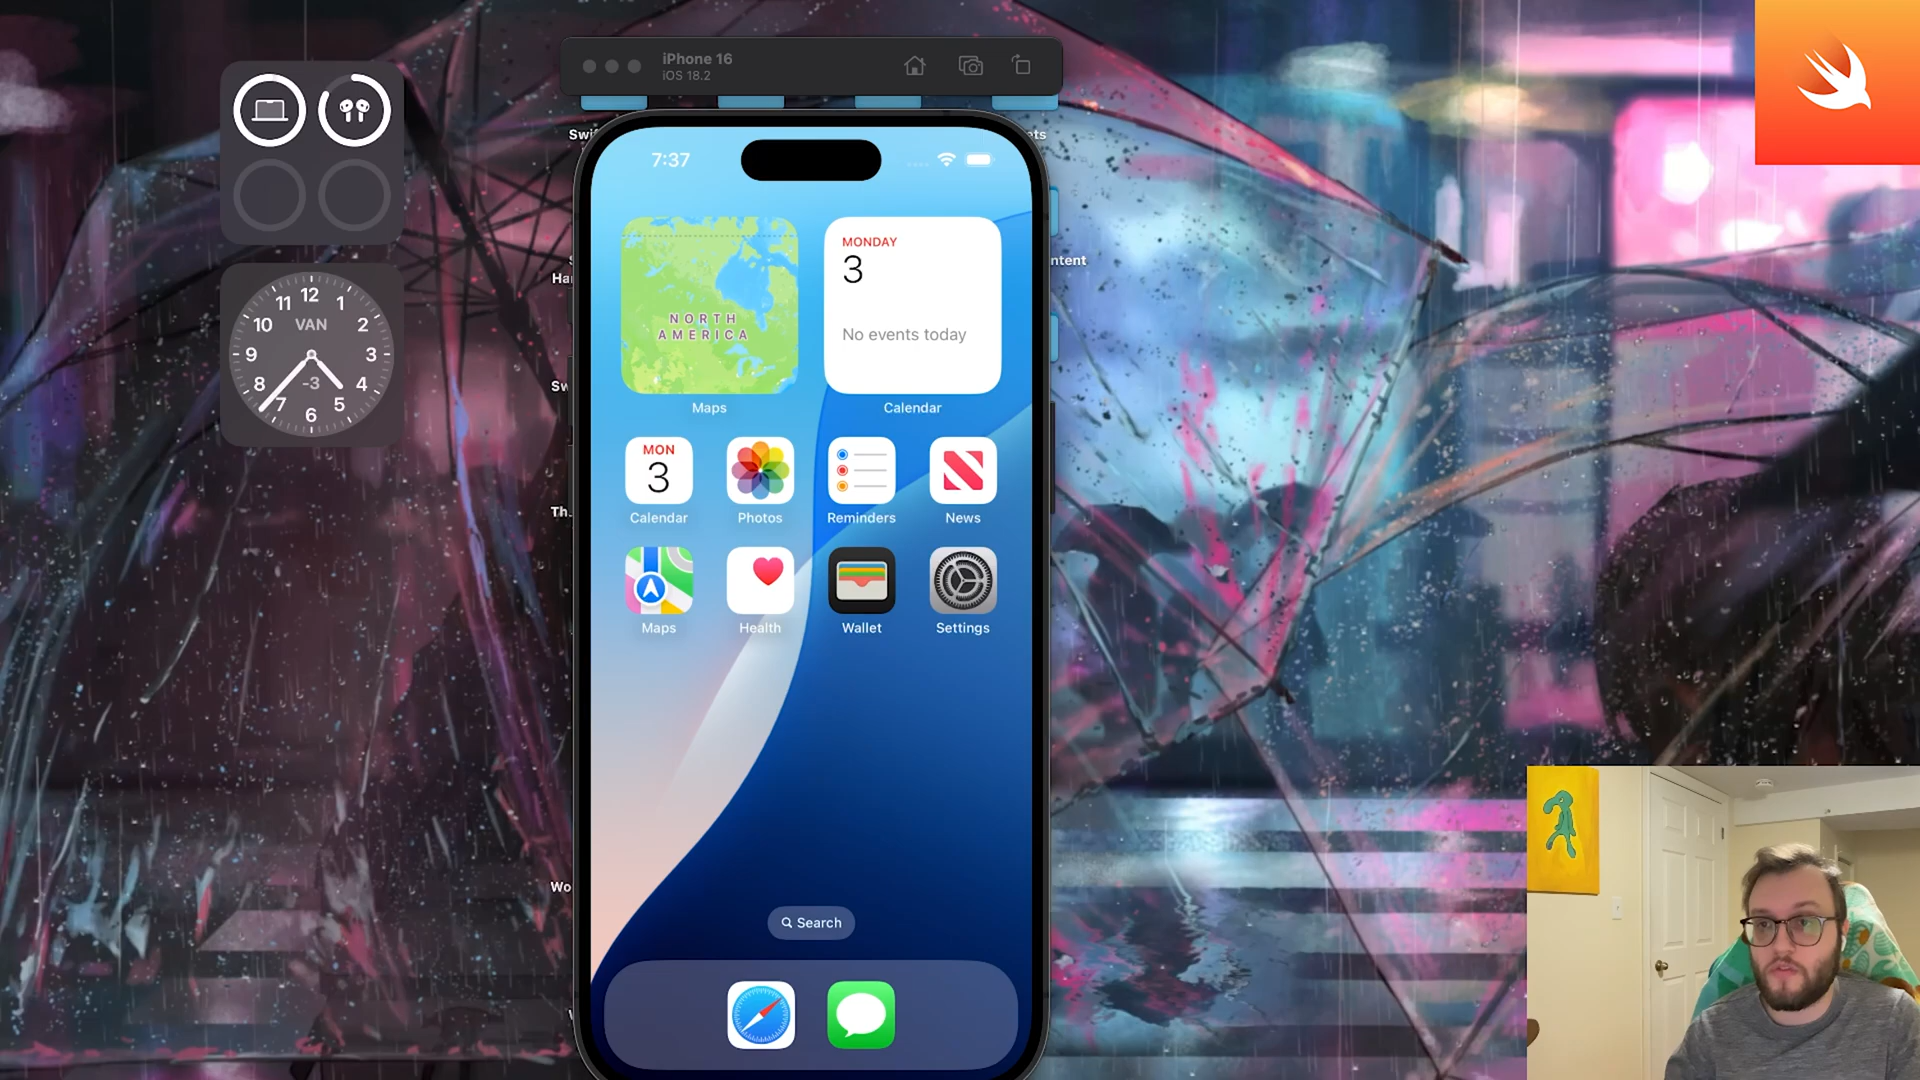 iPhone 16
iOS 18.2
7:37
12
11
1
10
VAN
2
9
3
8
-3
4
7
5
6
NORTH
AMERICA
Maps
MONDAY
3
No events today
Calendar
MON
3
Calendar
Photos
Reminders
News
Maps
Health
Wallet
Settings
Search